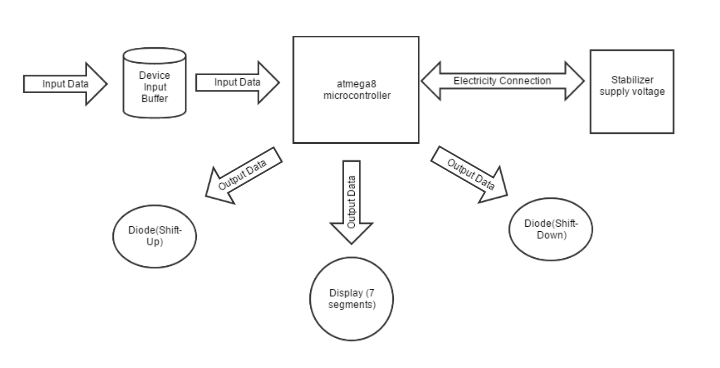 Input Data
Device
Input
Buffer
Input Data
atmega8
microcontroller
Electricity Connection
Stabilizer
supply voltage
Output Data
Output Data
Output Data
Diode(Shift-
Up)
Display (7
segments)
Diode(Shift-
Down)